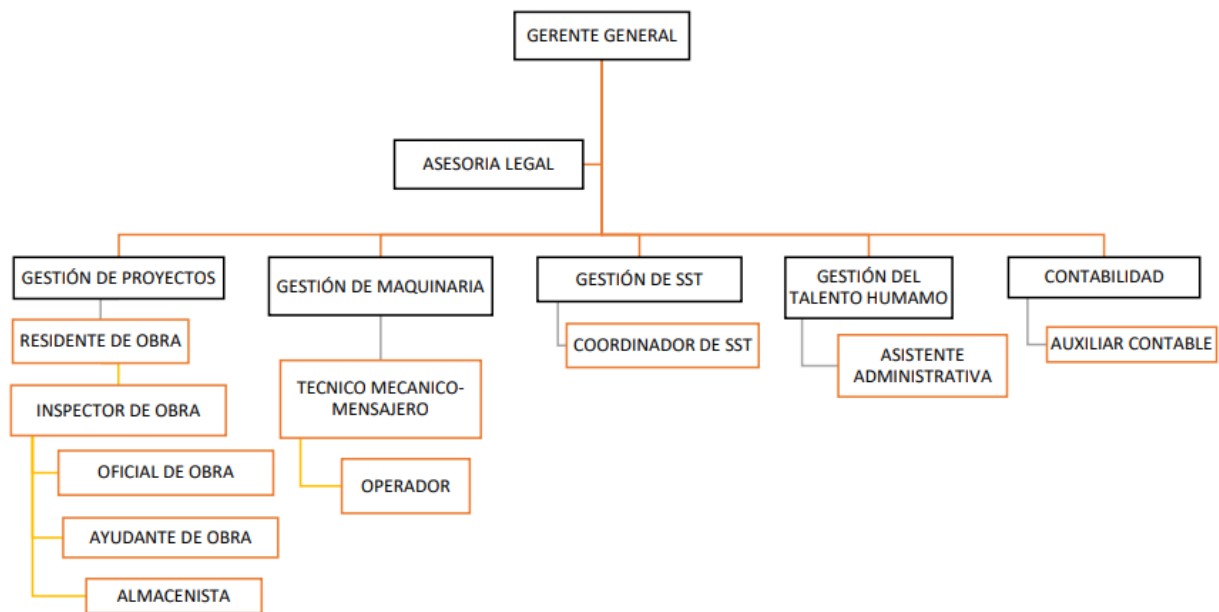 GERENTE GENERAL
ASESORIA LEGAL
GESTIÓN DE PROYECTOS
RESIDENTE DE OBRA
INSPECTOR DE OBRA
OFICIAL DE OBRA
AYUDANTE DE OBRA
ALMACENISTA
GESTIÓN DE MAQUINARIA
TECNICO MECANICO-
MENSAJERO
OPERADOR
GESTIÓN DE SST
COORDINADOR DE SST
GESTIÓN DEL
TALENTO HUMAMO
ASISTENTE
ADMINISTRATIVA
CONTABILIDAD
AUXILIAR CONTABLE